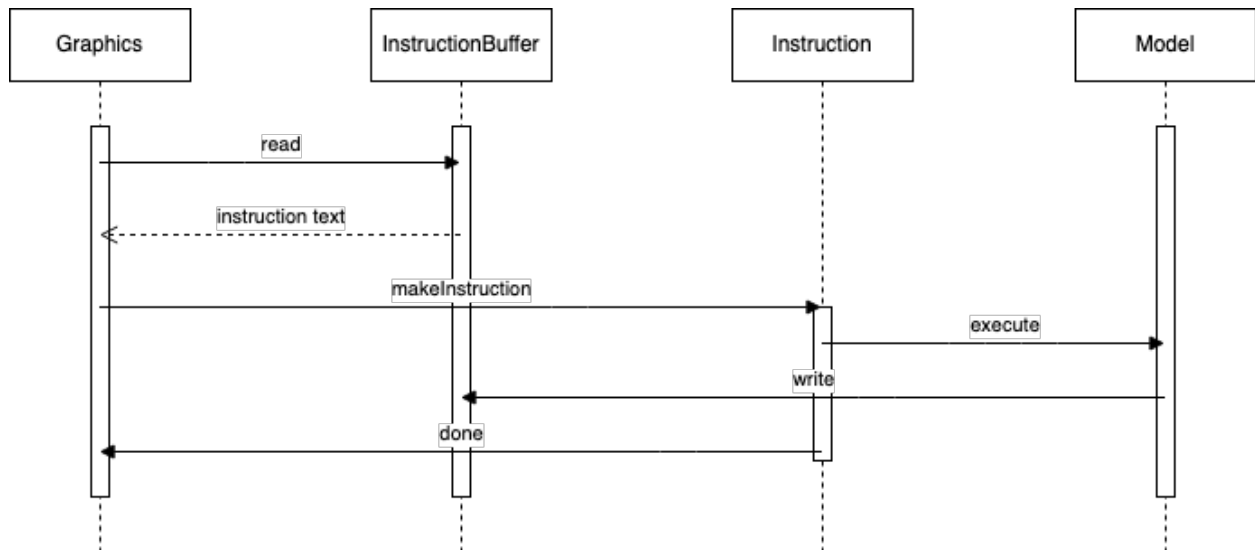 Graphics
InstructionBuffer
Instruction
Model
read
instruction text
makeInstruction
execute
write
done